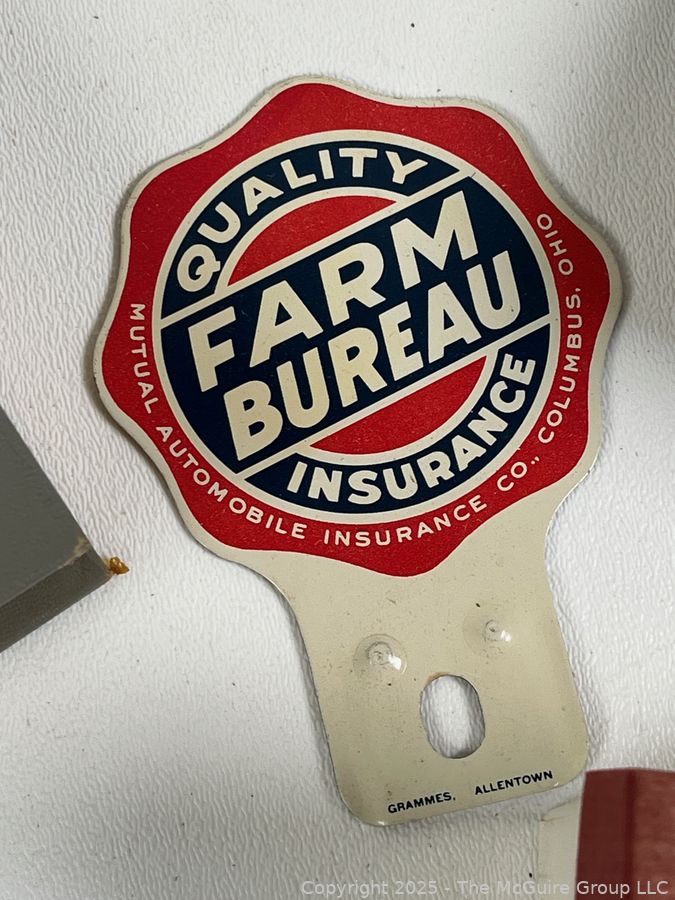 QUALITY
FARM
BUREAU
INSURANCE
MUTUAL AUTOMOBILE INSURANCE CO., COLUMBUS, OHIO
GRAMMES, ALLENTOWN
Copyright 2025 - The McGuire Group LLC